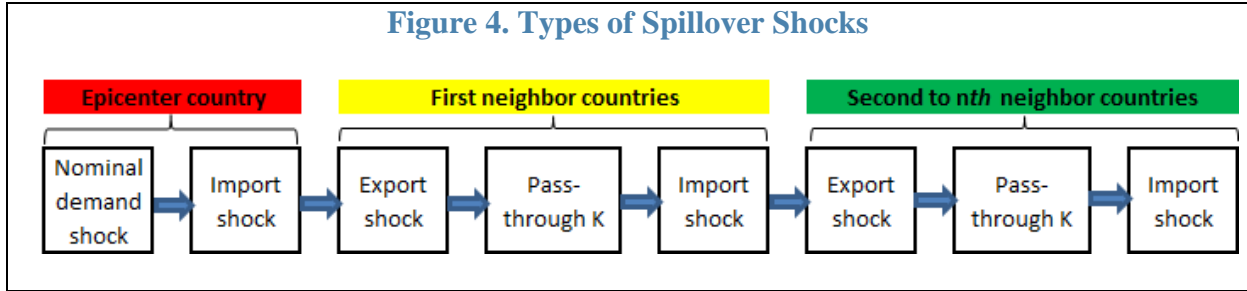 Figure 4. Types of Spillover Shocks
Epicenter country
First neighbor countries
Second to nth neighbor countries
Nominal
demand
shock
Import
shock
Export
shock
Pass-
through K
Import
shock
Export
shock
Pass-
through K
Import
shock